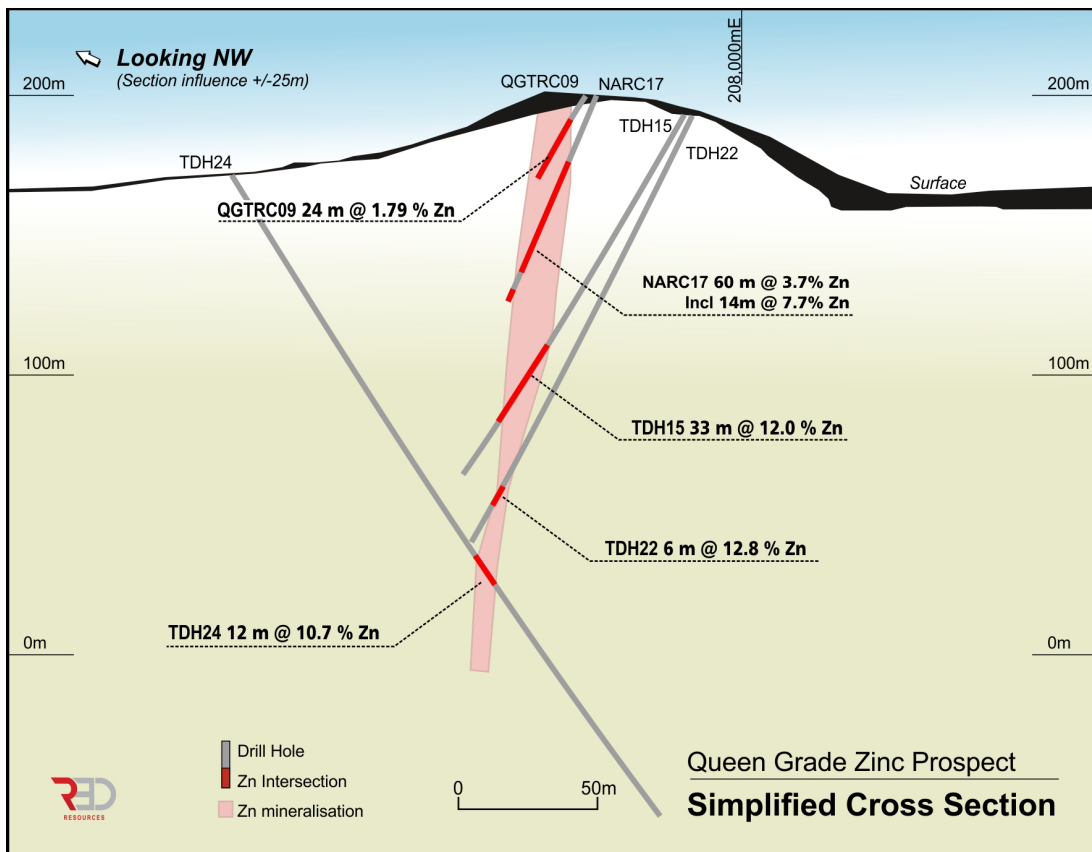 Looking NW
(Section influence +/-25m)
208,000mE
QGTRC09
NARC17
200m
200m
TDH15
TDH22
TDH24
Surface
QGTRC09 24 m @ 1.79 % Zn
NARC17 60 m @ 3.7% Zn
Incl 14m @ 7.7% Zn
100m
100m
TDH15 33 m @ 12.0 % Zn
TDH22 6 m @ 12.8 % Zn
TDH24 12 m @ 10.7 % Zn
0m
0m
Drill Hole
Zn Intersection
Zn mineralisation
0
50m
RED
RESOURCES
Queen Grade Zinc Prospect
Simplified Cross Section